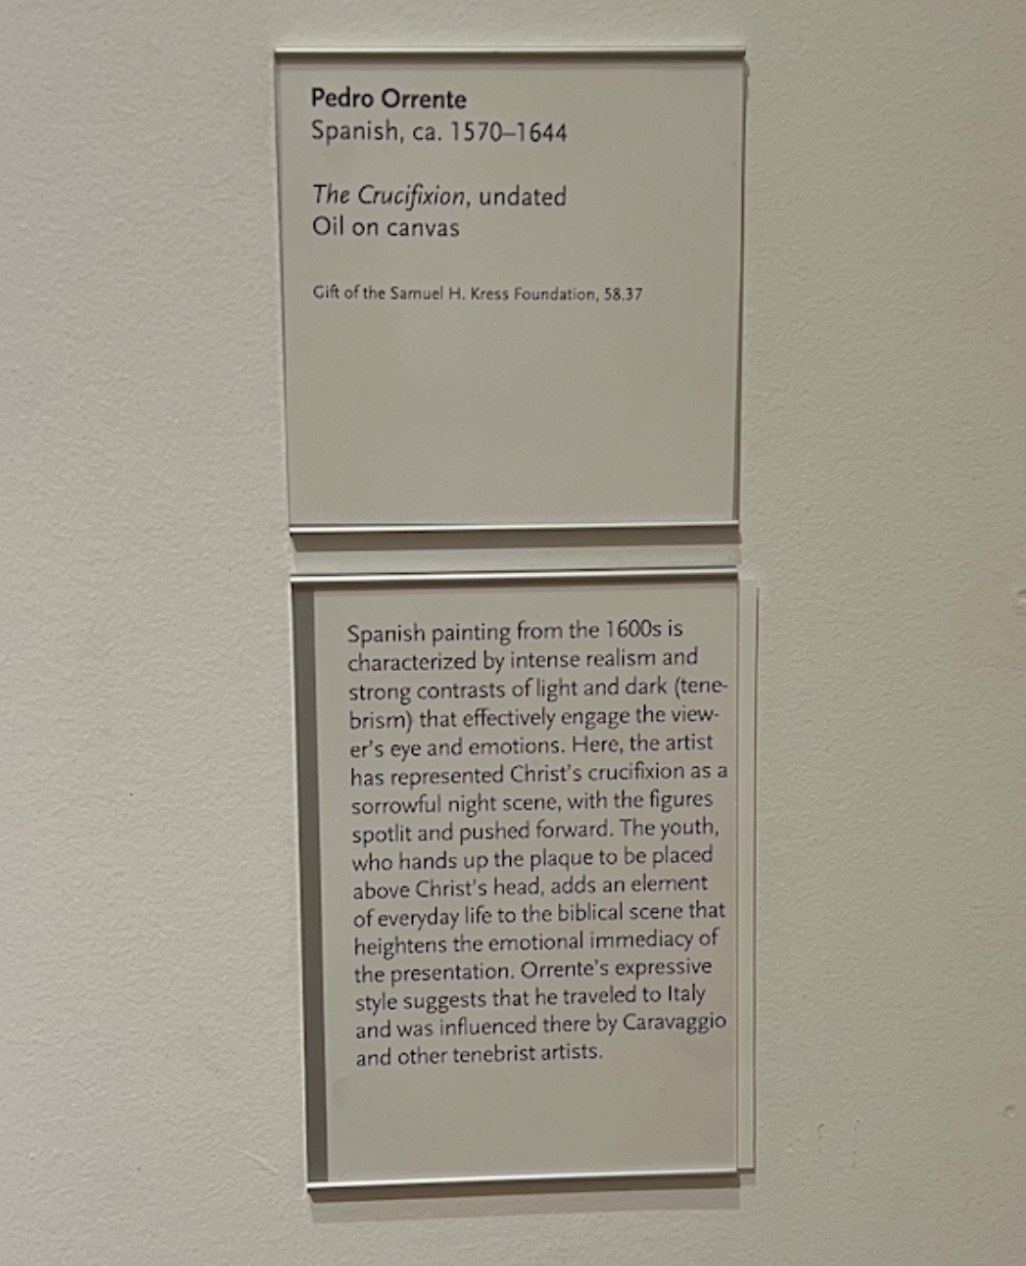 Pedro Orrente
Spanish, ca. 1570–1644
The Crucifixion, undated
Oil on canvas
Gift of the Samuel H. Kress Foundation, 58.37
Spanish painting from the 1600s is
characterized by intense realism and
strong contrasts of light and dark (tene-
brism) that effectively engage the view-
er's eye and emotions. Here, the artist
has represented Christ's crucifixion as a
sorrowful night scene, with the figures
spotlit and pushed forward. The youth,
who hands up the plaque to be placed
above Christ's head, adds an element
of everyday life to the biblical scene that
heightens the emotional immediacy of
the presentation. Orrente's expressive
style suggests that he traveled to Italy
and was influenced there by Caravaggio
and other tenebrist artists.